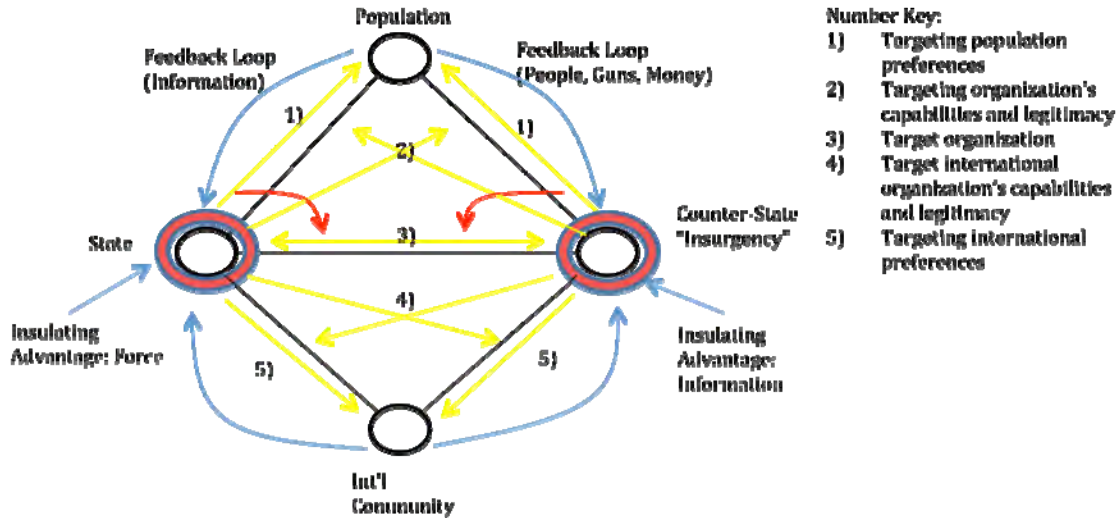 Population
Feedback Loop
(Information)
Feedback Loop
(People, Guns, Money)
1)
1)
2)
State
3)
Counter-State
"Insurgency"
4)
Insulating
Advantage: Force
5)
5)
Insulating
Advantage:
Information
Int'l
Community
Number Key:
1) Targeting population
preferences
2) Targeting organization's
capabilities and legitimacy
3) Target organization
4) Target international
organization's capabilities
and legitimacy
5) Targeting international
preferences